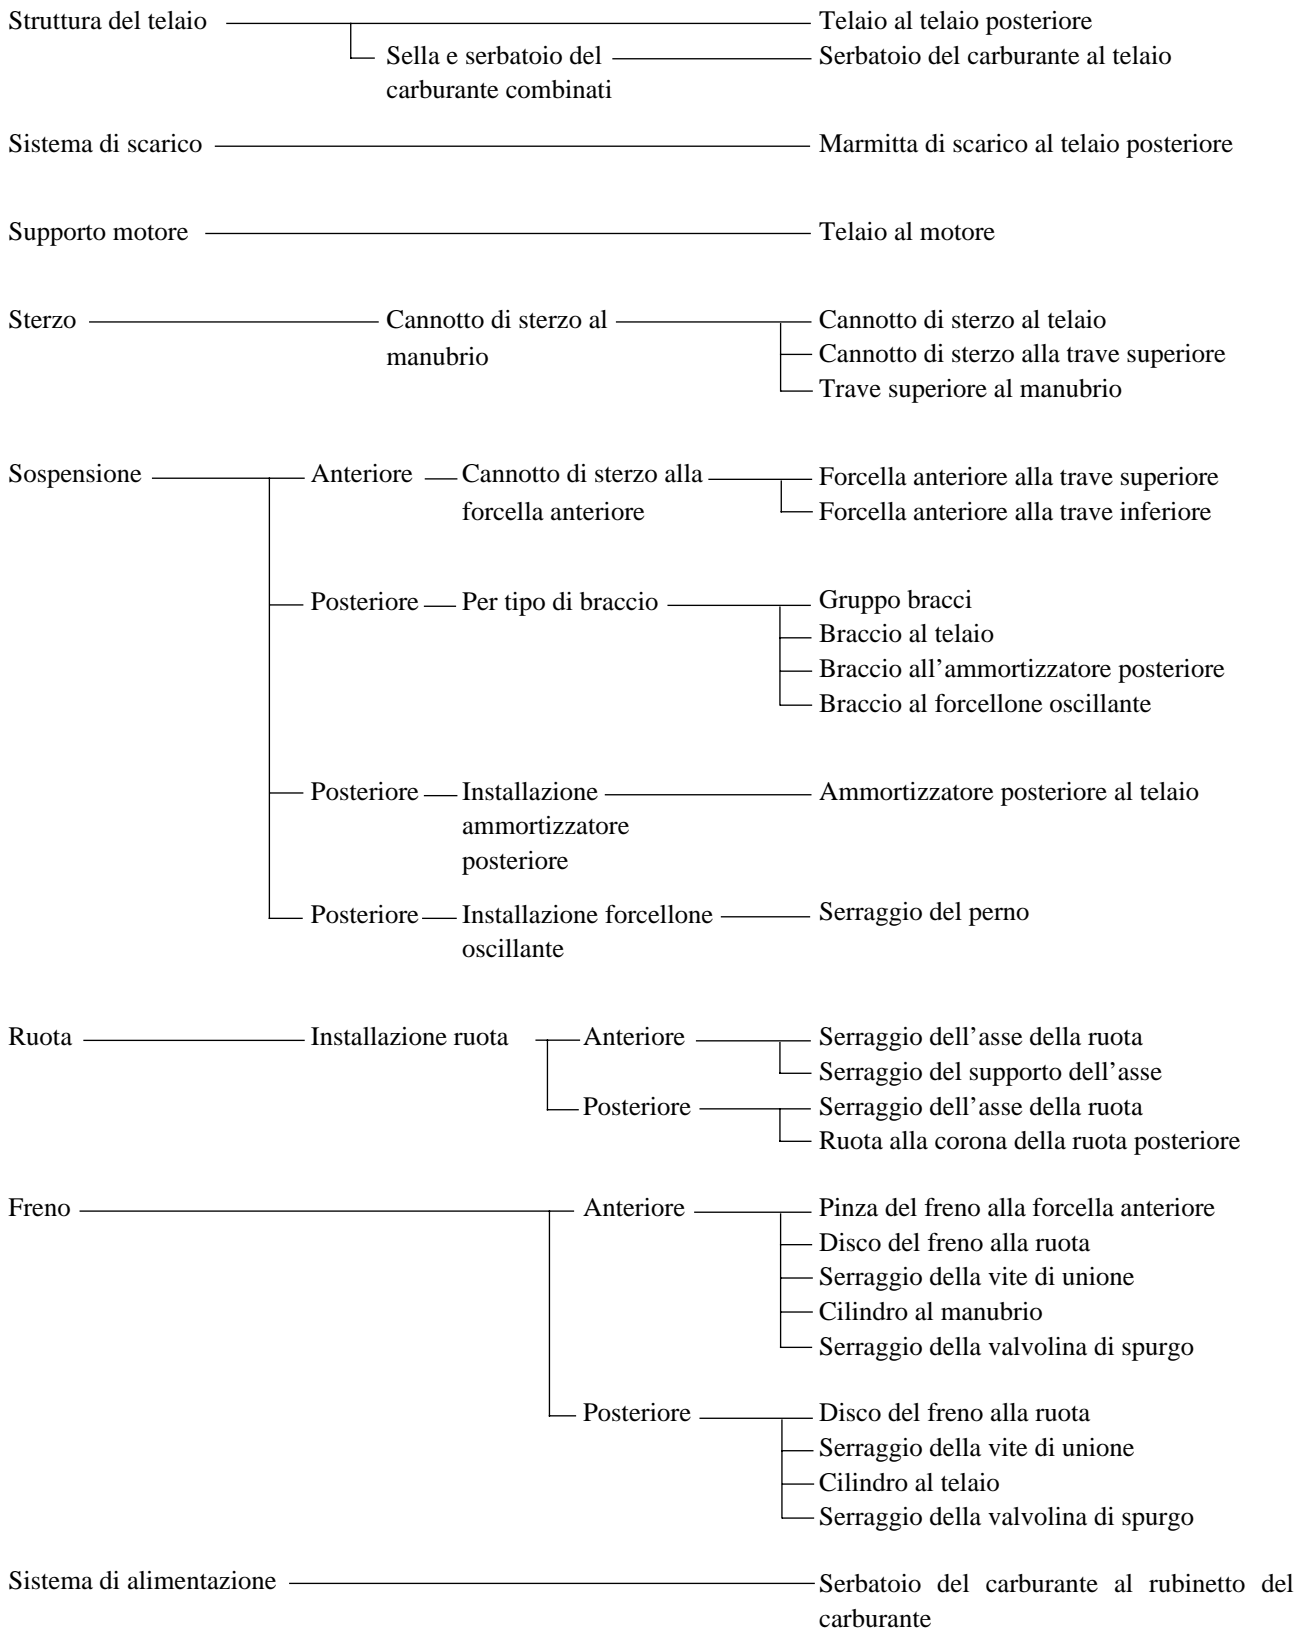 Struttura del telaio Telaio al telaio posteriore
Sella e serbatoio del Serbatoio del carburante al telaio
carburante combinati
Sistema di scarico Marmitta di scarico al telaio posteriore
Supporto motore Telaio al motore
Sterzo Cannotto di sterzo al Cannotto di sterzo al telaio
manubrio Cannotto di sterzo alla trave superiore
Trave superiore al manubrio
Sospensione Anteriore Cannotto di sterzo alla Forcella anteriore alla trave superiore
forcella anteriore Forcella anteriore alla trave inferiore
Posteriore Per tipo di braccio Gruppo bracci
Braccio al telaio
Braccio all’ammortizzatore posteriore
Braccio al forcellone oscillante
Posteriore Installazione Ammortizzatore posteriore al telaio
ammortizzatore
posteriore
Posteriore Installazione forcellone Serraggio del perno
oscillante
Ruota Installazione ruota Anteriore Serraggio dell’asse della ruota
Serraggio del supporto dell’asse
Posteriore Serraggio dell’asse della ruota
Ruota alla corona della ruota posteriore
Freno Anteriore Pinza del freno alla forcella anteriore
Disco del freno alla ruota
Serraggio della vite di unione
Cilindro al manubrio
Serraggio della valvolina di spurgo
Posteriore Disco del freno alla ruota
Serraggio della vite di unione
Cilindro al telaio
Serraggio della valvolina di spurgo
Sistema di alimentazione Serbatoio del carburante al rubinetto del
carburante